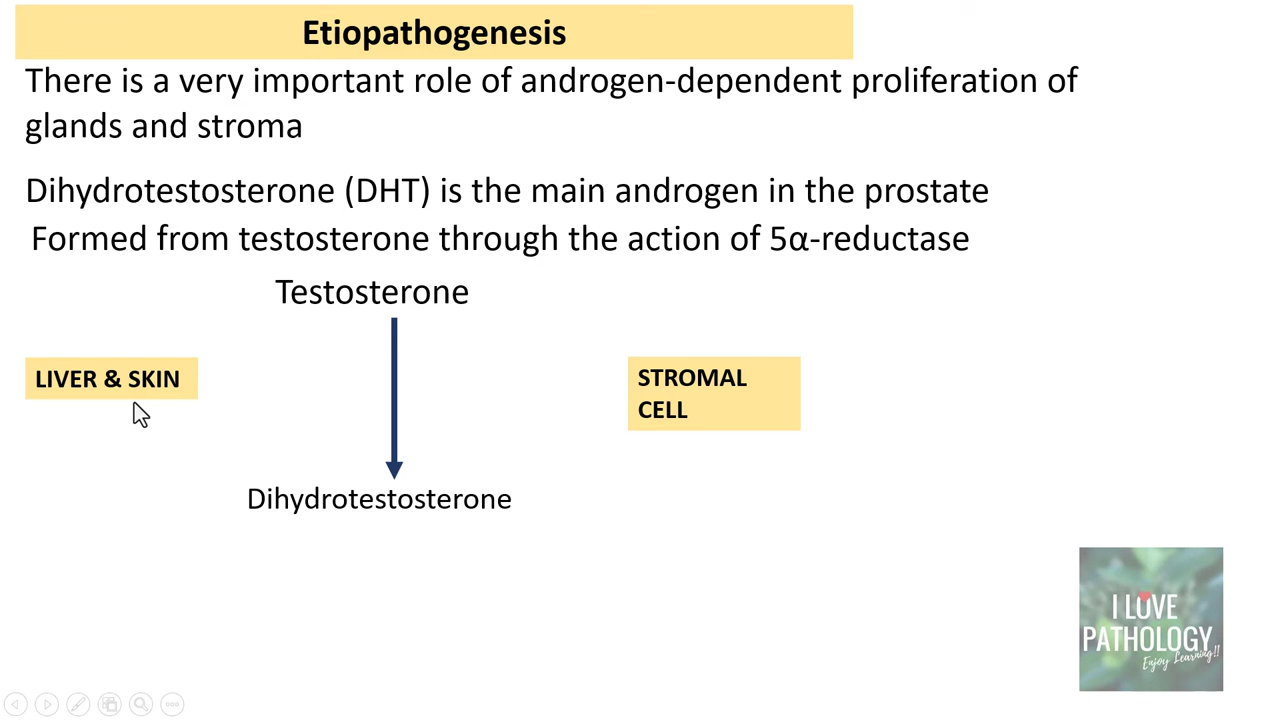 Etiopathogenesis
There is a very important role of androgen-dependent proliferation of
glands and stroma
Dihydrotestosterone (DHT) is the main androgen in the prostate
Formed from testosterone through the action of 5α-reductase
Testosterone
LIVER & SKIN
STROMAL
CELL
Dihydrotestosterone
I LOVE
PATHOLOGY
Enjoy Learning!!